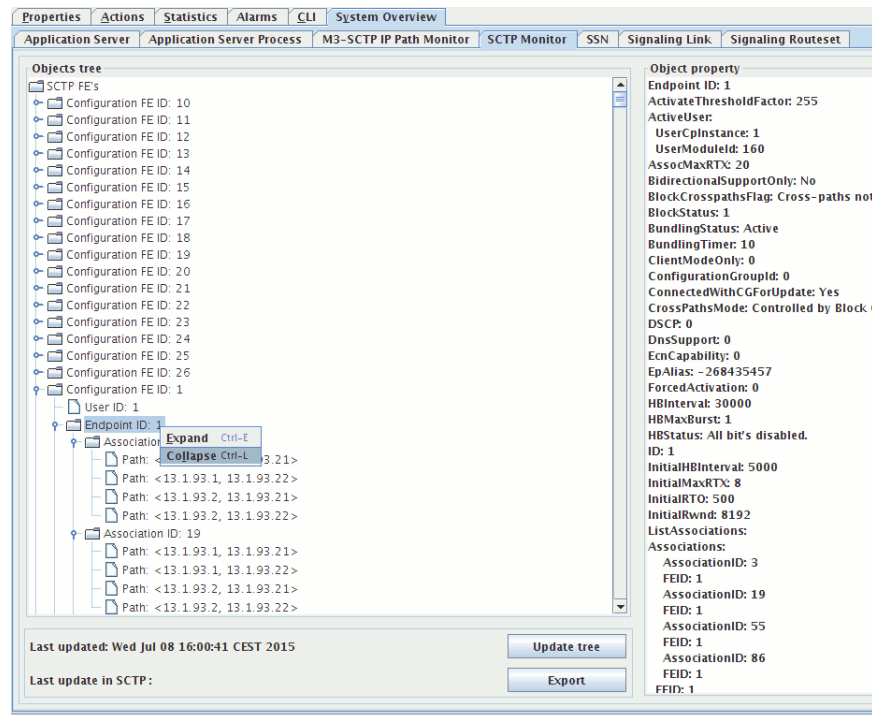 Properties Actions Statistics Alarms CLI System Overview
Application Server Application Server Process M3-SCTP IP Path Monitor SCTP Monitor SSN Signaling Link Signaling Routeset
Objects tree
SCTP FE's
Configuration FE ID: 10
Configuration FE ID: 11
Configuration FE ID: 12
Configuration FE ID: 13
Configuration FE ID: 14
Configuration FE ID: 15
Configuration FE ID: 16
Configuration FE ID: 17
Configuration FE ID: 18
Configuration FE ID: 19
Configuration FE ID: 20
Configuration FE ID: 21
Configuration FE ID: 22
Configuration FE ID: 23
Configuration FE ID: 24
Configuration FE ID: 25
Configuration FE ID: 26
Configuration FE ID: 1
User ID: 1
Endpoint ID: 1
Association
Expand Ctrl-E
Collapse Ctrl-L
Path: < 93.21>
Path: <13.1.93.1, 13.1.93.22>
Path: <13.1.93.2, 13.1.93.21>
Path: <13.1.93.2, 13.1.93.22>
Association ID: 19
Path: <13.1.93.1, 13.1.93.21>
Path: <13.1.93.1, 13.1.93.22>
Path: <13.1.93.2, 13.1.93.21>
Path: <13.1.93.2, 13.1.93.22>
Last updated: Wed Jul 08 16:00:41 CEST 2015
Update tree
Last update in SCTP :
Export
Object property
Endpoint ID: 1
ActivateThresholdFactor: 255
ActiveUser:
UserCpInstance: 1
UserModuleId: 160
AssocMaxRTX: 20
BidirectionalSupportOnly: No
BlockCrosspathsFlag: Cross-paths not
BlockStatus: 1
BundlingStatus: Active
BundlingTimer: 10
ClientModeOnly: 0
ConfigurationGroupId: 0
ConnectedWithCGForUpdate: Yes
CrossPathsMode: Controlled by Block
DSCP: 0
DnsSupport: 0
EcnCapability: 0
EpAlias: -268435457
ForcedActivation: 0
HBInterval: 30000
HBMaxBurst: 1
HBStatus: All bit's disabled.
ID: 1
InitialHBInterval: 5000
InitialMaxRTX: 8
InitialRTO: 500
InitialRwnd: 8192
ListAssociations:
Associations:
AssociationID: 3
FEID: 1
AssociationID: 19
FEID: 1
AssociationID: 55
FEID: 1
AssociationID: 86
FEID: 1
FEID: 1